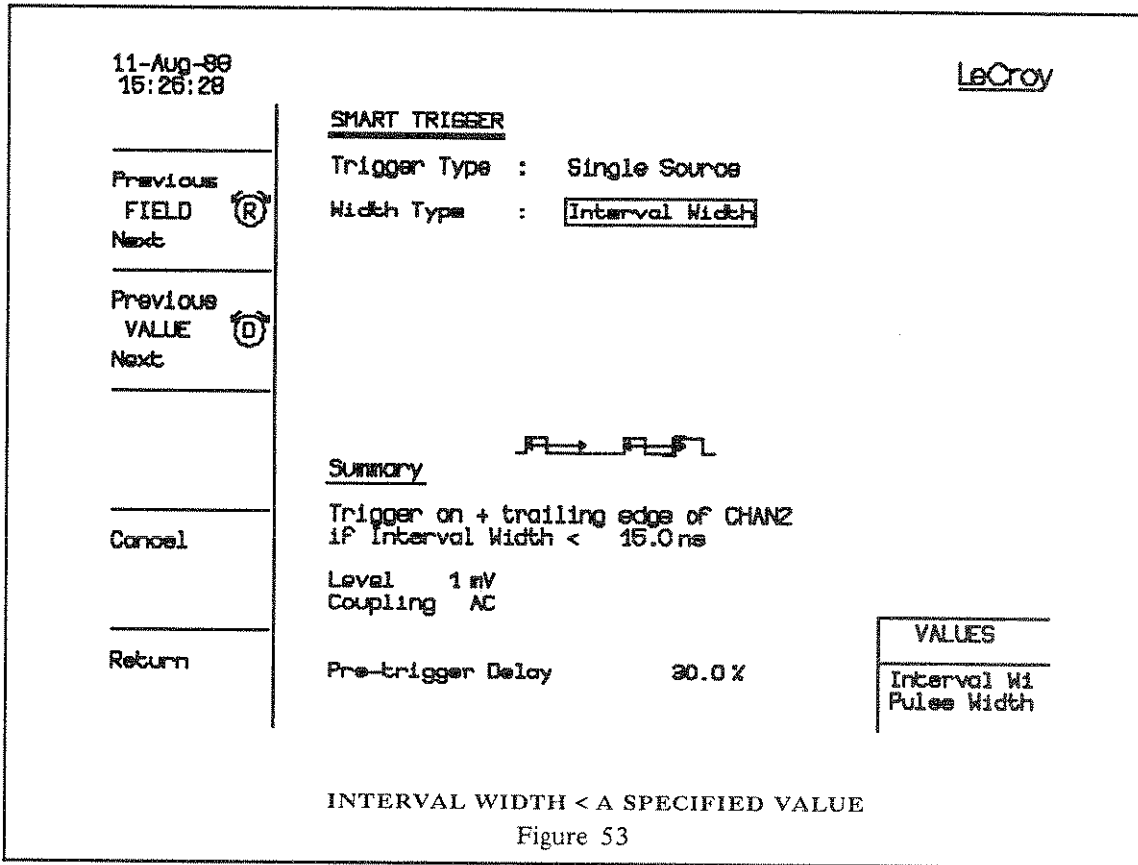 11-Aug-89
15:26:28
LeCroy
SMART TRIGGER
Trigger Type : Single Source
Width Type : Interval Width
Previous
FIELD R
Next
Previous
VALUE D
Next
Summary
Trigger on + trailing edge of CHAN2
if Interval Width < 15.0 ns
Cancel
Level 1 mV
Coupling AC
Return
Pre-trigger Delay 30.0 %
VALUES
Interval Wi
Pulse Width
INTERVAL WIDTH < A SPECIFIED VALUE
Figure 53